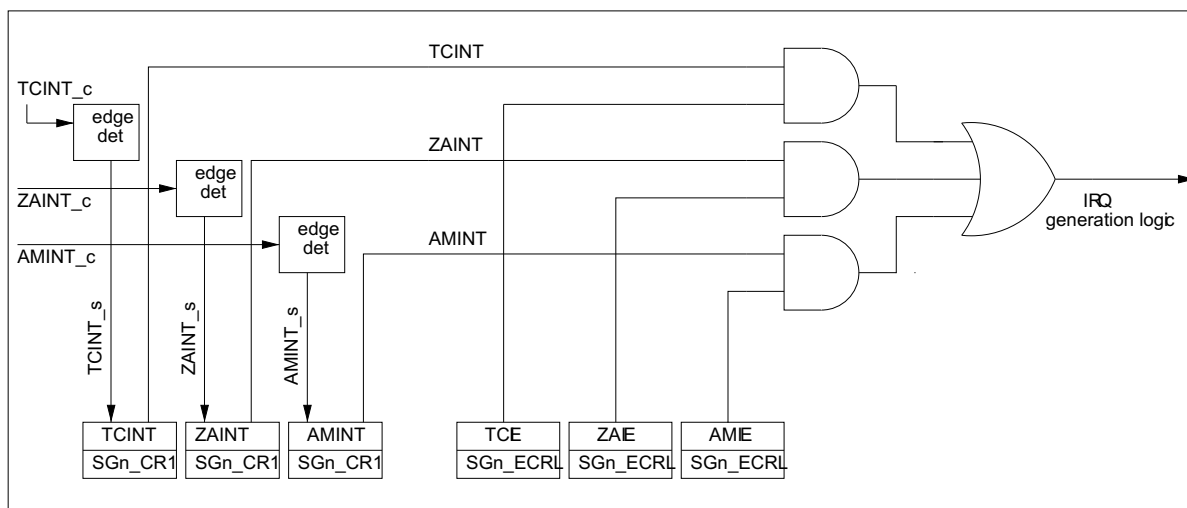 TCINT
TCINT_c
edge
det
ZAINT
edge
det
ZAINT_c
IRQ
generation logic
edge
det
AMINT
AMINT_c
TCINT_s
ZAINT_s
AMINT_s
TCINT
ZAINT
AMINT
TCIE
ZAIE
AMIE
SGn_CR1
SGn_CR1
SGn_CR1
SGn_ECRL
SGn_ECRL
SGn_ECRL